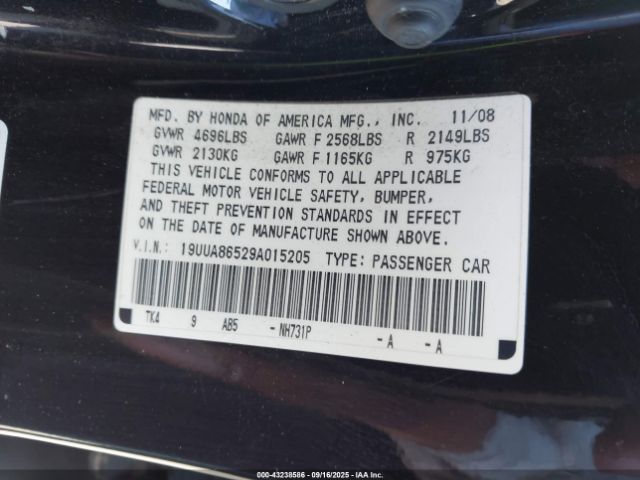 MFD. BY HONDA OF AMERICA MFG., INC. 11/08
GVWR 4696LBS GAWR F 2568LBS R 2149LBS
GVWR 2130KG GAWR F 1165KG R 975KG
THIS VEHICLE CONFORMS TO ALL APPLICABLE
FEDERAL MOTOR VEHICLE SAFETY, BUMPER,
AND THEFT PREVENTION STANDARDS IN EFFECT
ON THE DATE OF MANUFACTURE SHOWN ABOVE.
V.I.N.: 19UUA86529A015205 TYPE: PASSENGER CAR
TK4 9 AB5 -NH731P -A -A
000-43238586 - 09/16/2025 - IAA Inc.